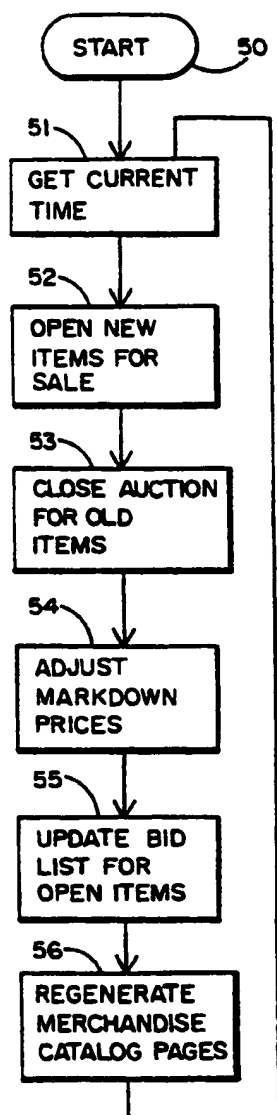 START
50
51
GET CURRENT
TIME
52
OPEN NEW
ITEMS FOR
SALE
53
CLOSE AUCTION
FOR OLD
ITEMS
54
ADJUST
MARKDOWN
PRICES
55
UPDATE BID
LIST FOR
OPEN ITEMS
56
REGENERATE
MERCHANDISE
CATALOG PAGES